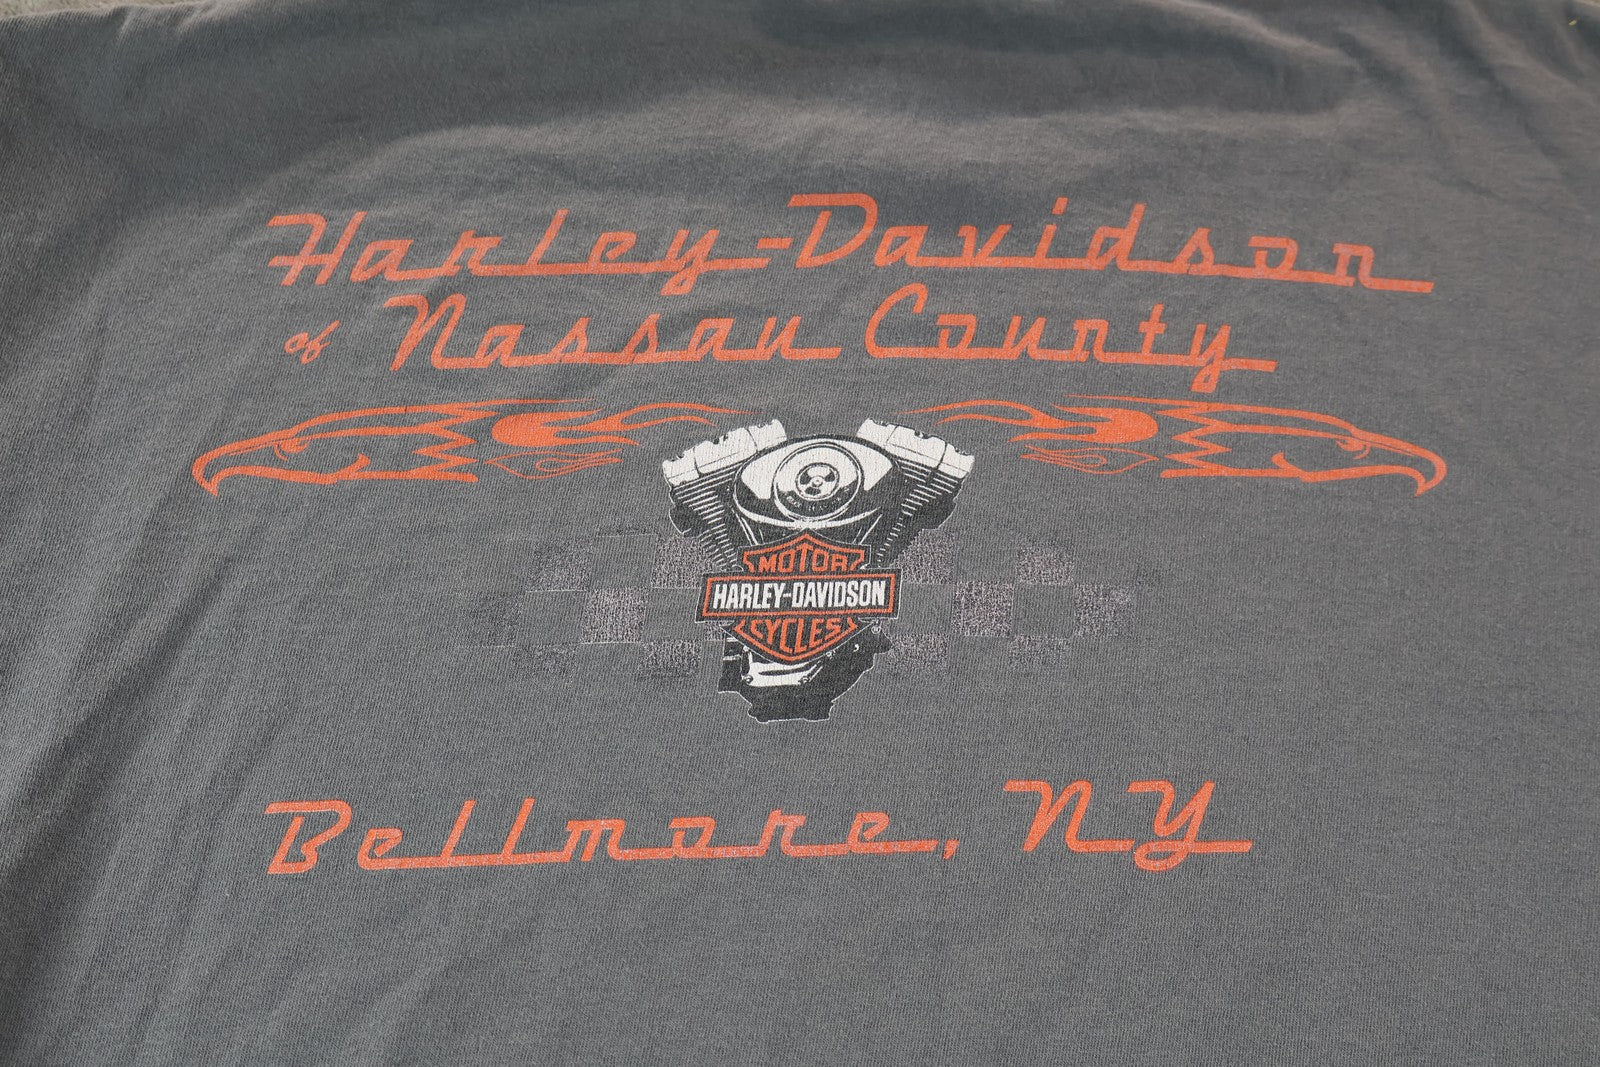 Harley-Davidson
of Nassau County
MOTOR
HARLEY-DAVIDSON
CYCLES
®
Bellmore, NY